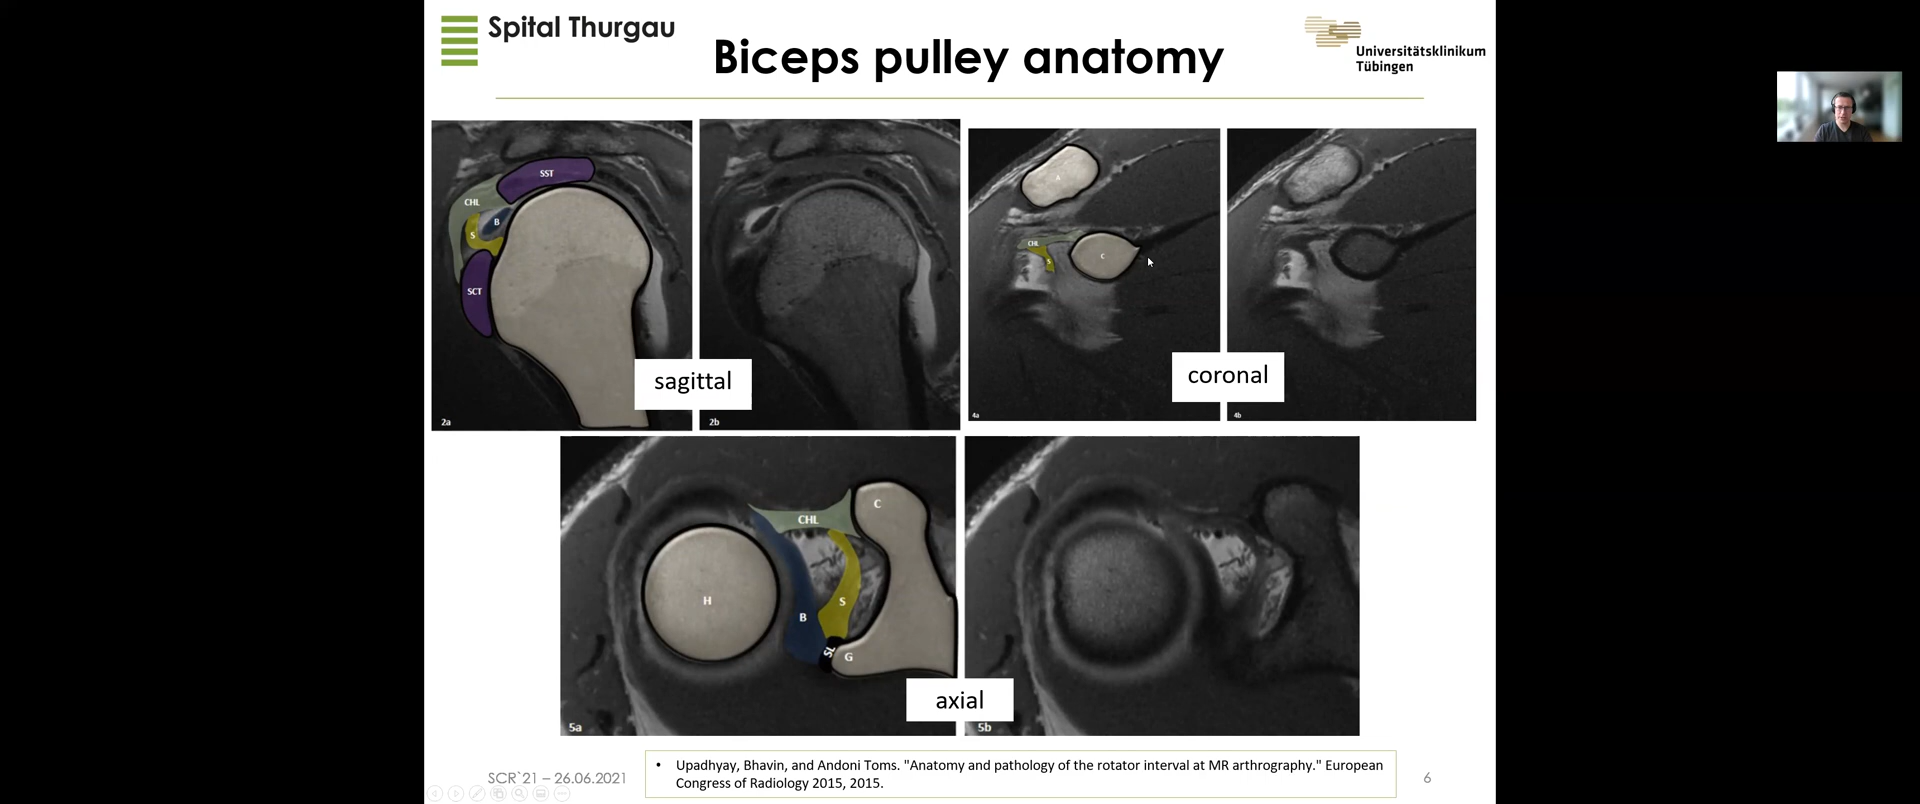 Spital Thurgau
Biceps pulley anatomy
Universitätsklinikum
Tübingen
SST
CHL
B
S
SCT
2a
2b
sagittal
A
CHL
S
C
4a
4b
coronal
C
CHL
H
S
B
SL
G
5a
5b
axial
• Upadhyay, Bhavin, and Andoni Toms. "Anatomy and pathology of the rotator interval at MR arthrography." European
Congress of Radiology 2015, 2015.
SCR`21 – 26.06.2021
6